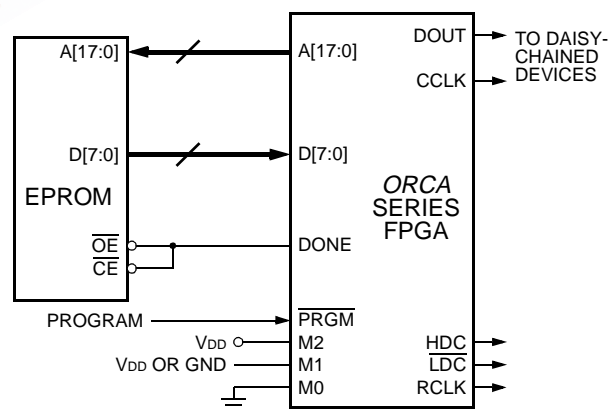 DOUT
TO DAISY-
CHAINED
DEVICES
A[17:0]
A[17:0]
CCLK
D[7:0]
D[7:0]
EPROM
ORCA
SERIES
FPGA
OE
CE
DONE
PROGRAM
PRGM
VDD
M2
HDC
VDD OR GND
M1
LDC
M0
RCLK